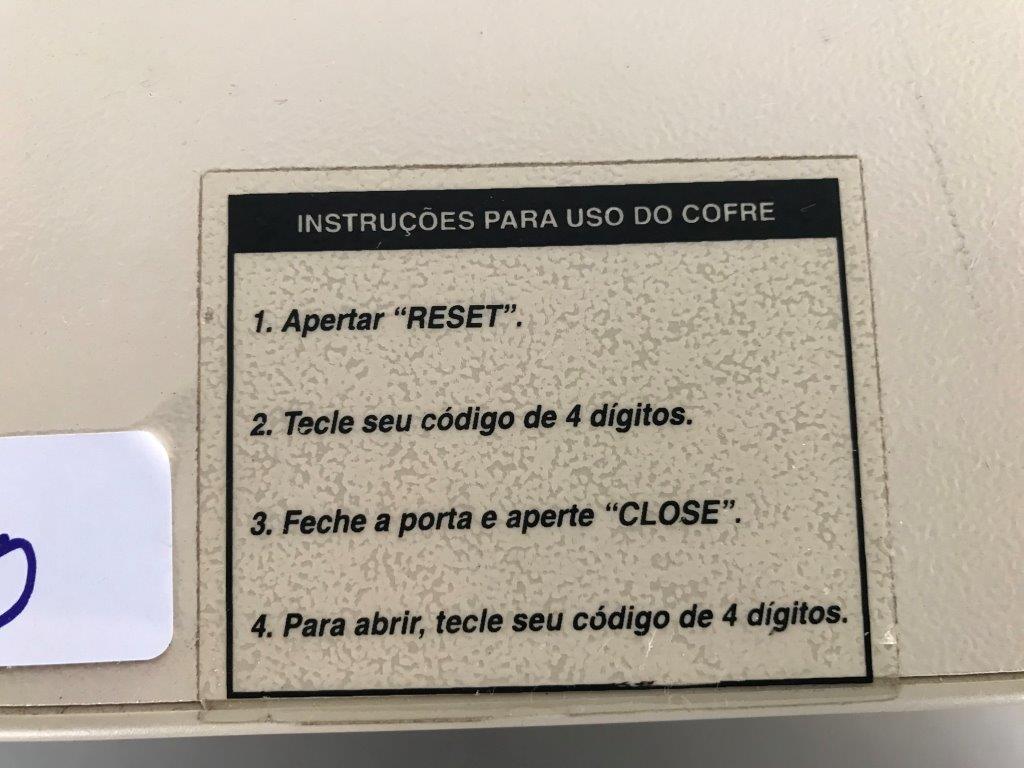 INSTRUÇÕES PARA USO DO COFRE
1. Apertar “RESET”.
2. Tecle seu código de 4 dígitos.
3. Feche a porta e aperte “CLOSE”.
4. Para abrir, tecle seu código de 4 dígitos.